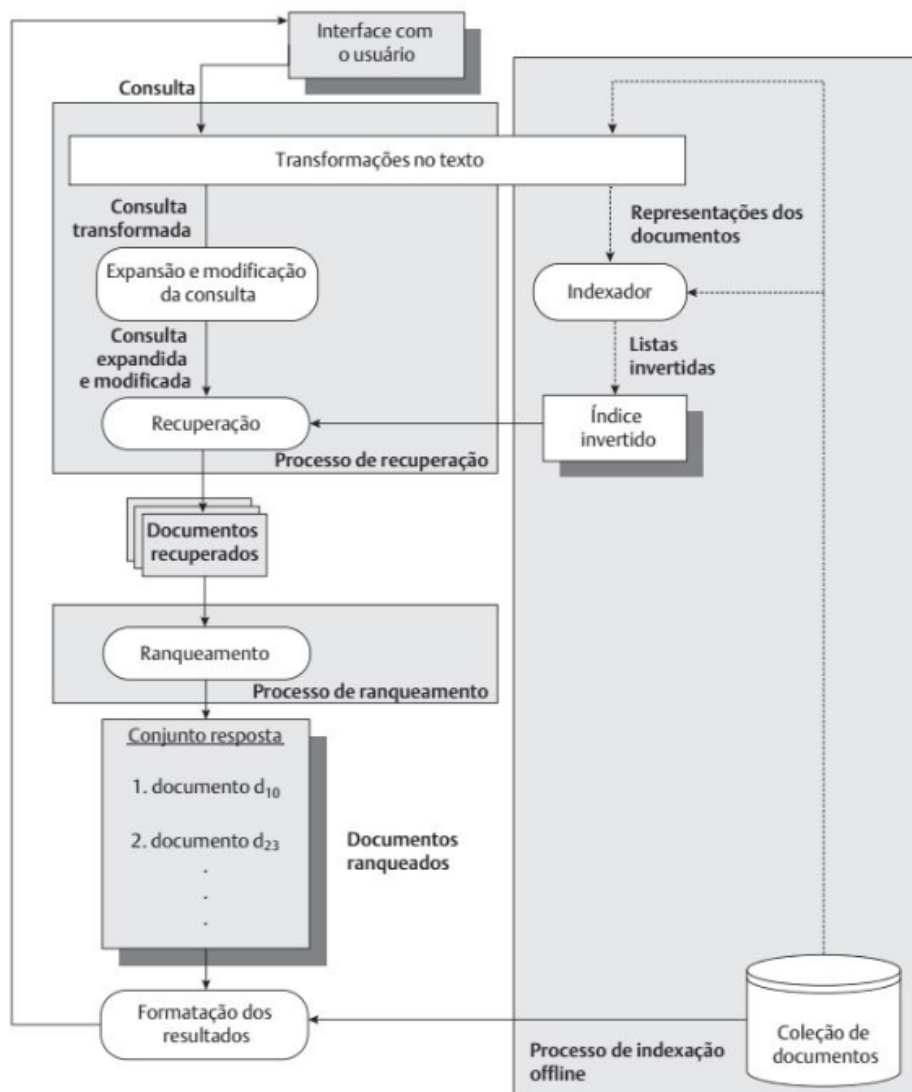 Interface com
o usuário
Consulta
Transformações no texto
Consulta
transformada
Representações dos
documentos
Expansão e modificação
da consulta
Indexador
Consulta
expandida
e modificada
Listas
invertidas
Recuperação
Índice
invertido
Processo de recuperação
Documentos
recuperados
Ranqueamento
Processo de ranqueamento
Conjunto resposta
1. documento d₁₀
2. documento d₂₃
.
.
.
Documentos
ranqueados
Formatação dos
resultados
Processo de indexação
offline
Coleção de
documentos